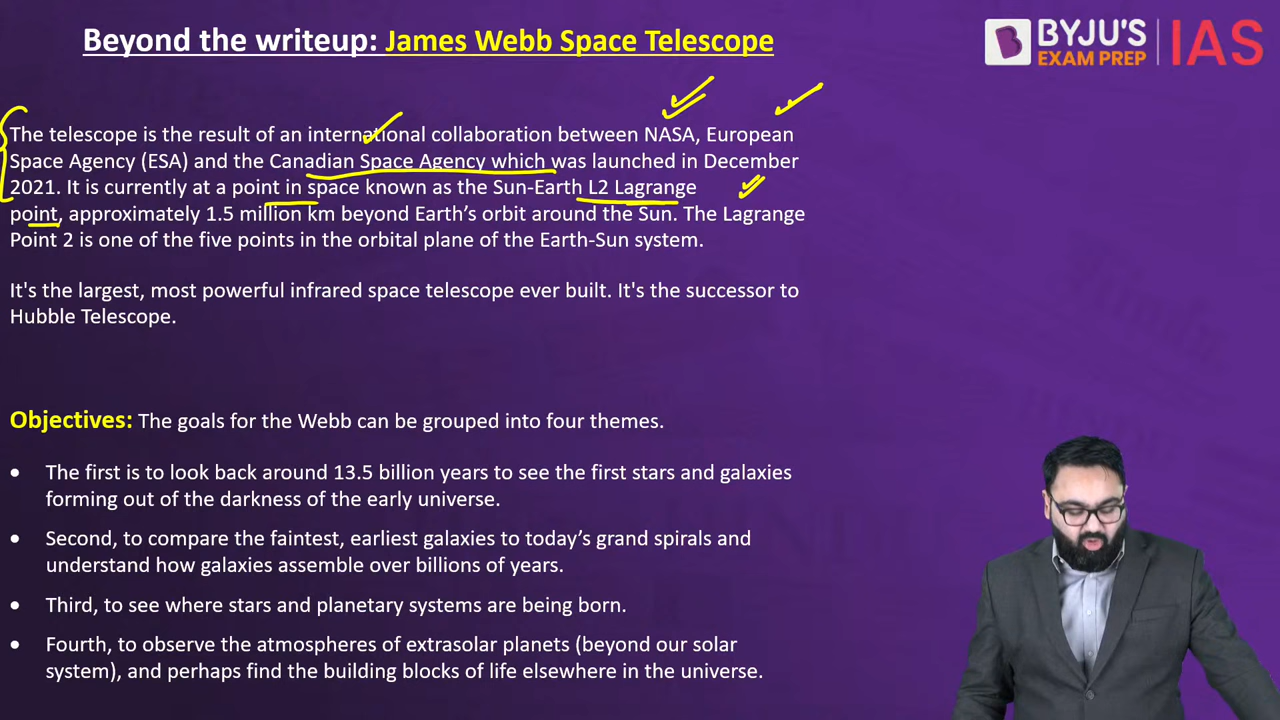 Beyond the writeup: James Webb Space Telescope
BYJU'S
EXAM PREP
IAS
The telescope is the result of an international collaboration between NASA, European
Space Agency (ESA) and the Canadian Space Agency which was launched in December
2021. It is currently at a point in space known as the Sun-Earth L2 Lagrange
point, approximately 1.5 million km beyond Earth’s orbit around the Sun. The Lagrange
Point 2 is one of the five points in the orbital plane of the Earth-Sun system.
It's the largest, most powerful infrared space telescope ever built. It's the successor to
Hubble Telescope.
Objectives: The goals for the Webb can be grouped into four themes.
• The first is to look back around 13.5 billion years to see the first stars and galaxies
forming out of the darkness of the early universe.
• Second, to compare the faintest, earliest galaxies to today’s grand spirals and
understand how galaxies assemble over billions of years.
• Third, to see where stars and planetary systems are being born.
• Fourth, to observe the atmospheres of extrasolar planets (beyond our solar
system), and perhaps find the building blocks of life elsewhere in the universe.